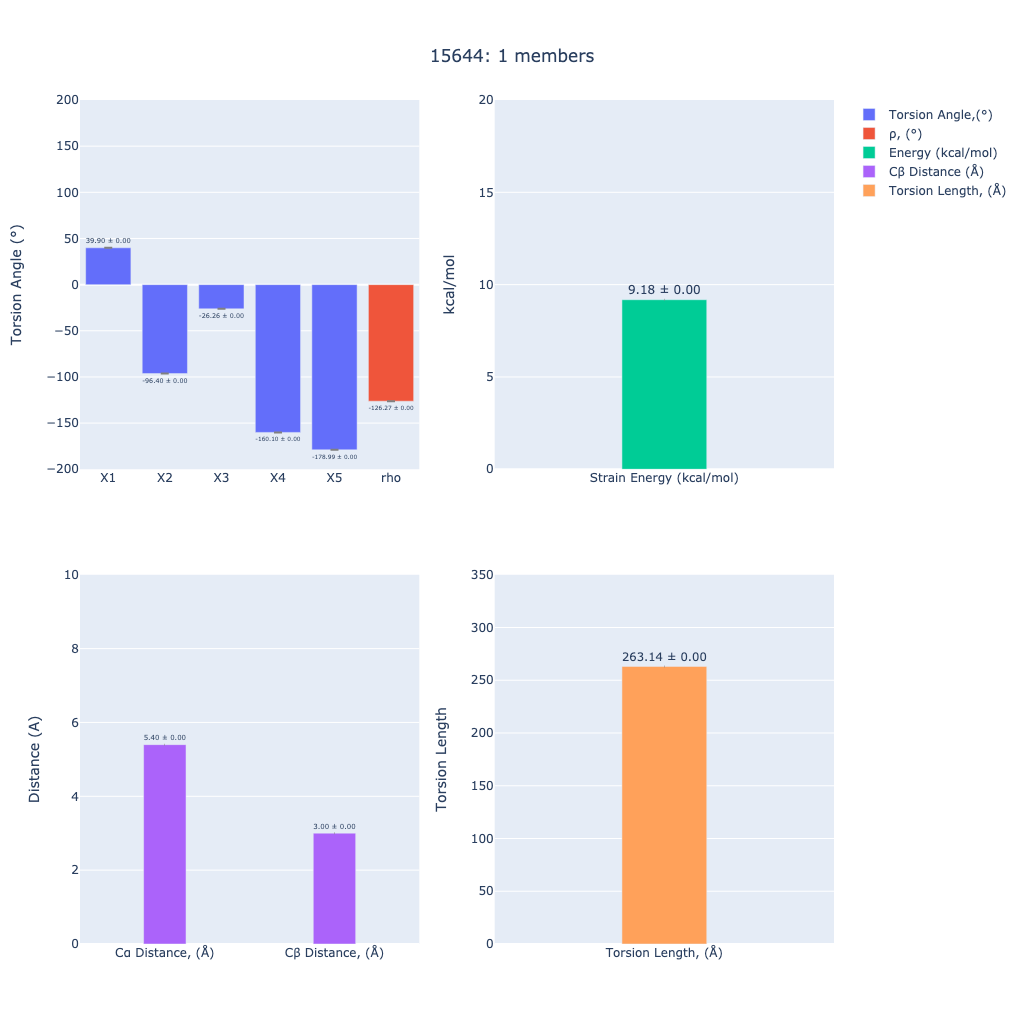 15644: 1 members
Torsion Angle (°)
200
150
100
50
0
−50
−100
−150
−200
39.90 ± 0.00
-96.40 ± 0.00
-26.26 ± 0.00
-160.10 ± 0.00
-178.99 ± 0.00
-126.27 ± 0.00
X1 X2 X3 X4 X5 rho
kcal/mol
20
15
10
5
0
9.18 ± 0.00
Strain Energy (kcal/mol)
Torsion Angle,(°)
ρ, (°)
Energy (kcal/mol)
Cβ Distance (Å)
Torsion Length, (Å)
Distance (A)
10
8
6
4
2
0
5.40 ± 0.00
3.00 ± 0.00
Cα Distance, (Å) Cβ Distance, (Å)
Torsion Length
350
300
250
200
150
100
50
0
263.14 ± 0.00
Torsion Length, (Å)